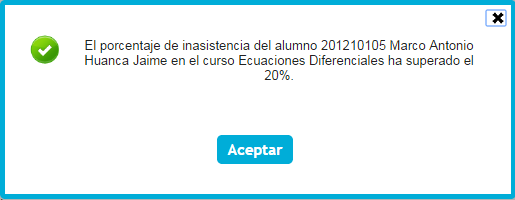 El porcentaje de inasistencia del alumno 201210105 Marco Antonio
Huanca Jaime en el curso Ecuaciones Diferenciales ha superado el
20%.
Aceptar